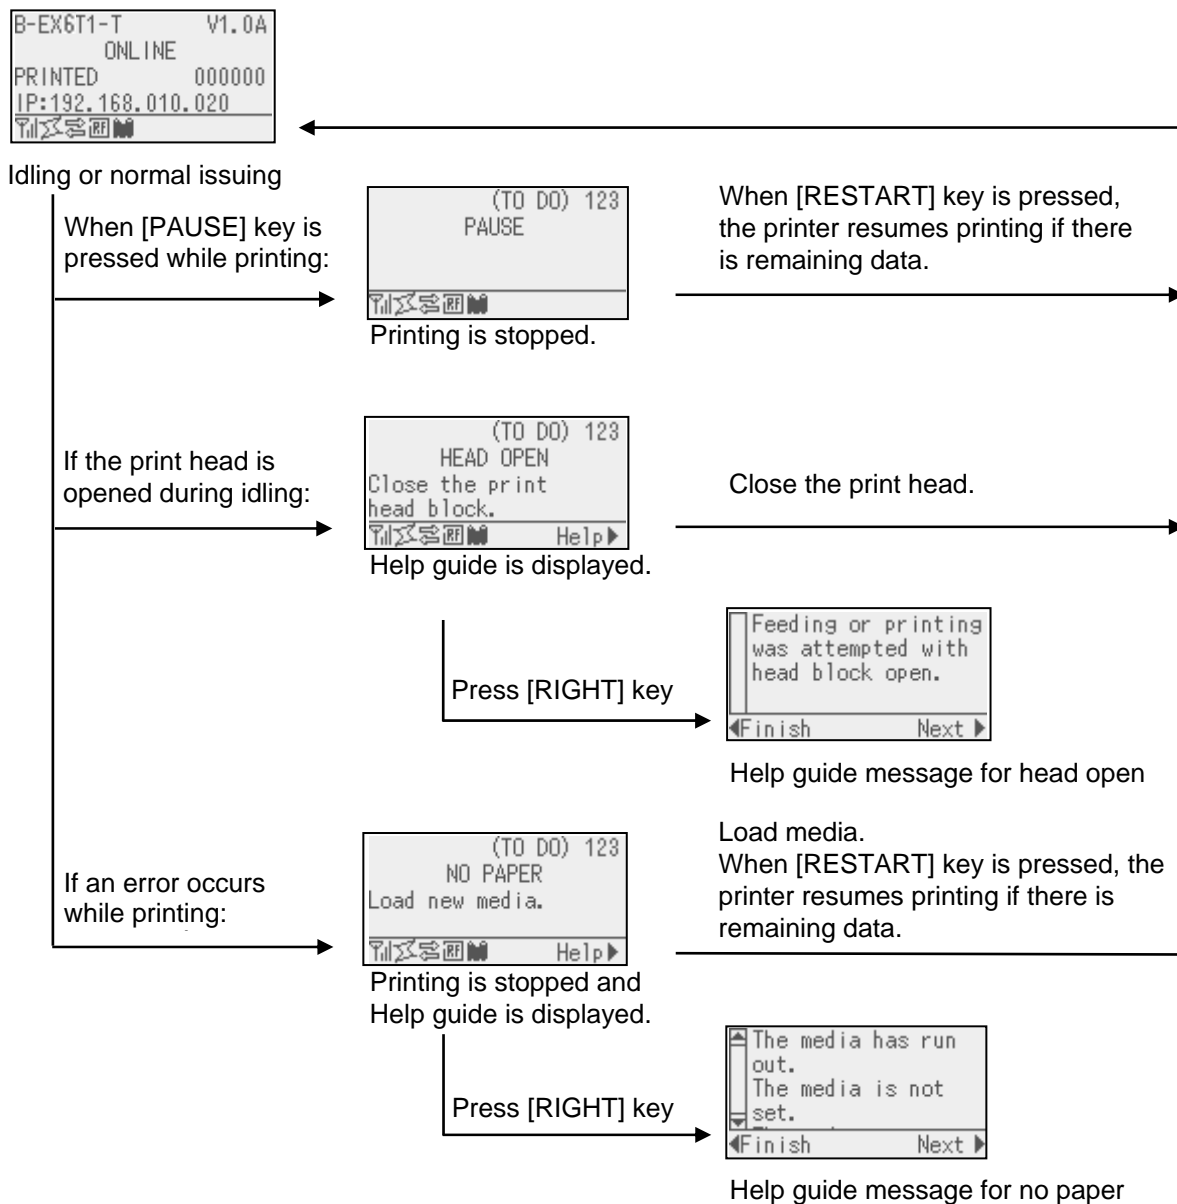 B-EX6T1-T V1.0A
ONLINE
PRINTED 000000
IP:192.168.010.020
RF
Idling or normal issuing
When [PAUSE] key is
pressed while printing:
(TO DO) 123
PAUSE
RF
Printing is stopped.
When [RESTART] key is pressed,
the printer resumes printing if there
is remaining data.
If the print head is
opened during idling:
(TO DO) 123
HEAD OPEN
Close the print
head block.
RF Help
Help guide is displayed.
Close the print head.
Press [RIGHT] key
Feeding or printing
was attempted with
head block open.
Finish Next
Help guide message for head open
If an error occurs
while printing:
(TO DO) 123
NO PAPER
Load new media.
RF Help
Printing is stopped and
Help guide is displayed.
Load media.
When [RESTART] key is pressed, the
printer resumes printing if there is
remaining data.
Press [RIGHT] key
The media has run
out.
The media is not
set.
Finish Next
Help guide message for no paper